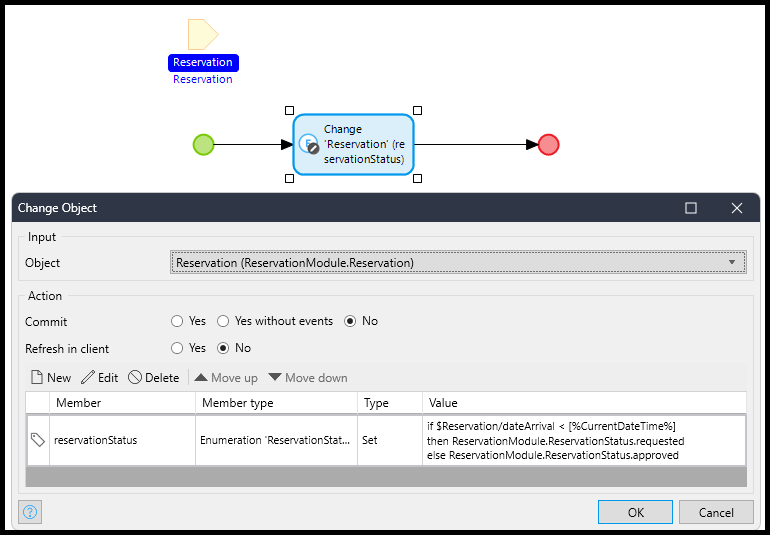 Reservation
Reservation
Change
'Reservation' (re
servationStatus)
Change Object
Input
Object
Reservation (ReservationModule.Reservation)
Action
Commit
Yes
Yes without events
No
Refresh in client
Yes
No
New
Edit
Delete
Move up
Move down
Member
Member type
Type
Value
reservationStatus
Enumeration 'ReservationStat...
Set
if $Reservation/dateArrival < [%CurrentDateTime%]
then ReservationModule.ReservationStatus.requested
else ReservationModule.ReservationStatus.approved
?
OK
Cancel